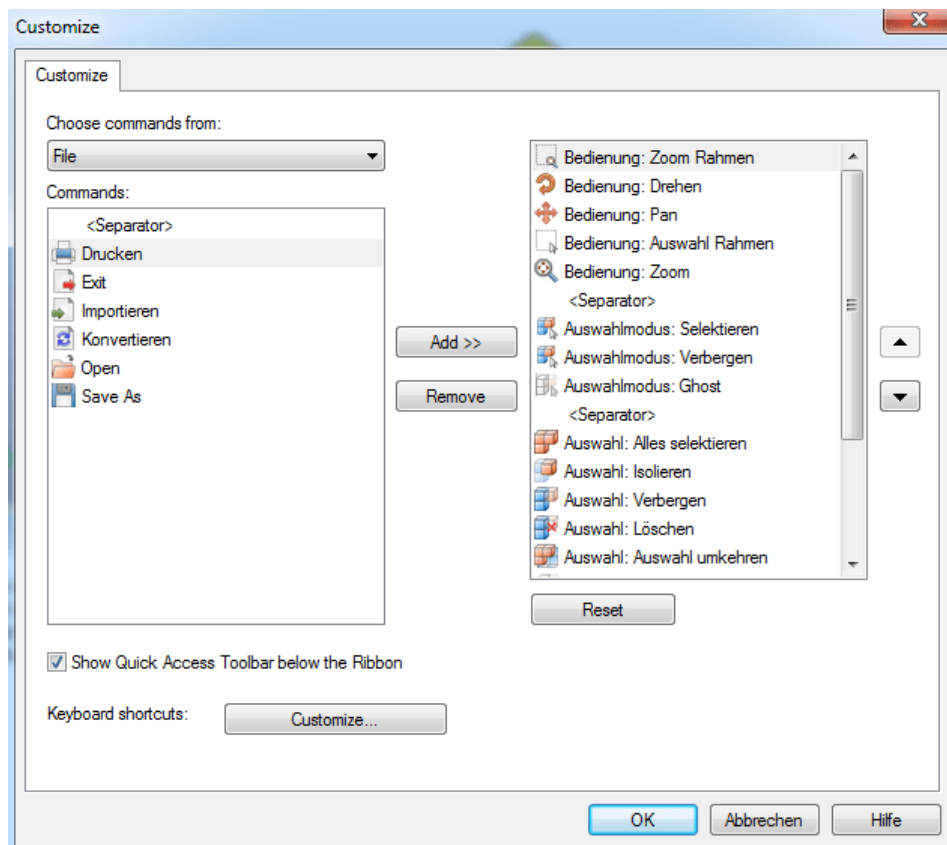 Customize
Customize
Choose commands from:
File
Commands:
<Separator>
Drucken
Exit
Importieren
Konvertieren
Open
Save As
Add >>
Remove
Bedienung: Zoom Rahmen
Bedienung: Drehen
Bedienung: Pan
Bedienung: Auswahl Rahmen
Bedienung: Zoom
<Separator>
Auswahlmodus: Selektieren
Auswahlmodus: Verbergen
Auswahlmodus: Ghost
<Separator>
Auswahl: Alles selektieren
Auswahl: Isolieren
Auswahl: Verbergen
Auswahl: Löschen
Auswahl: Auswahl umkehren
Reset
Show Quick Access Toolbar below the Ribbon
Keyboard shortcuts:
Customize...
OK
Abbrechen
Hilfe